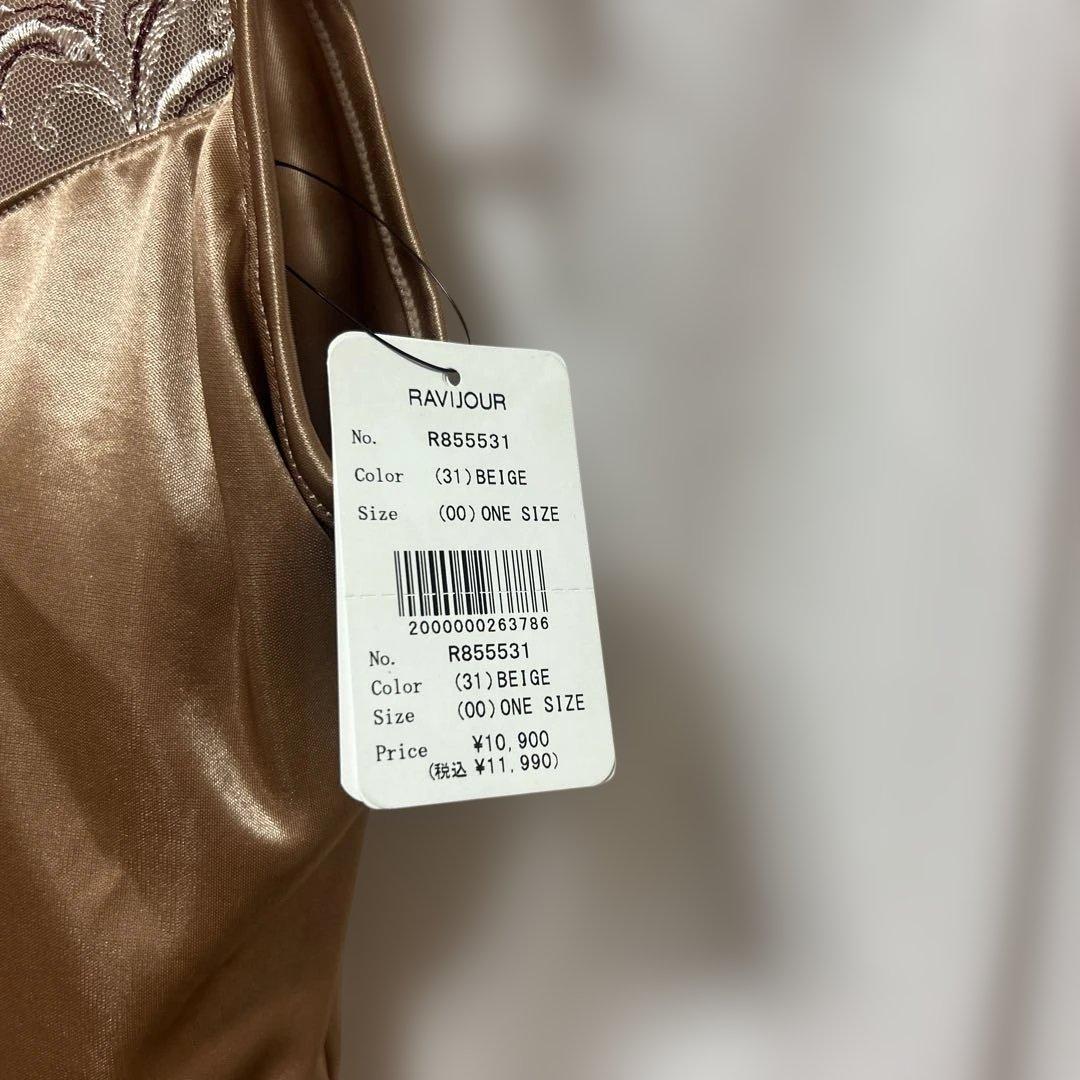 RAVIJOUR
No. R855531
Color (31)BEIGE
Size (00)ONE SIZE
2000000263786
No. R855531
Color (31)BEIGE
Size (00)ONE SIZE
Price ¥10,900
(税込 ¥11,990)